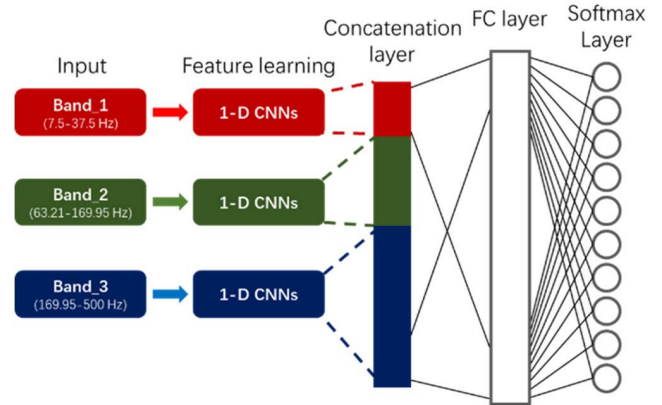 Input
Feature learning
Concatenation
layer
FC layer
Softmax
Layer
Band_1
(7.5-37.5 Hz)
1-D CNNs
Band_2
(63.21-169.95 Hz)
1-D CNNs
Band_3
(169.95-500 Hz)
1-D CNNs